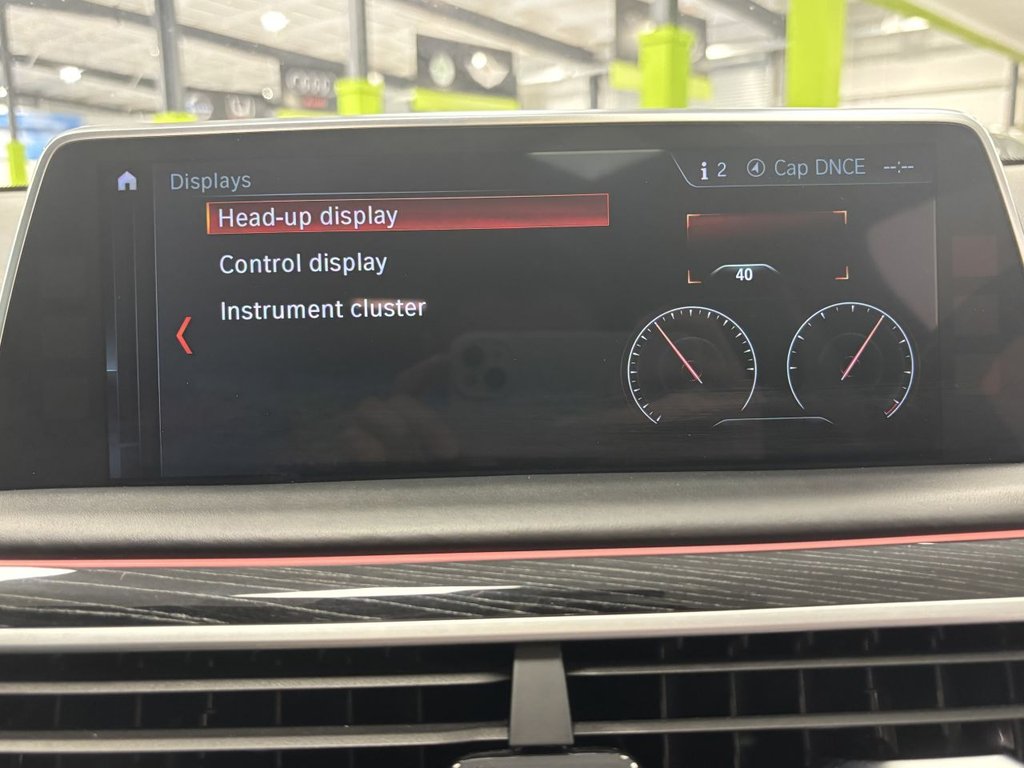 Displays
2 Cap DNCE --:--
Head-up display
Control display
Instrument cluster
40